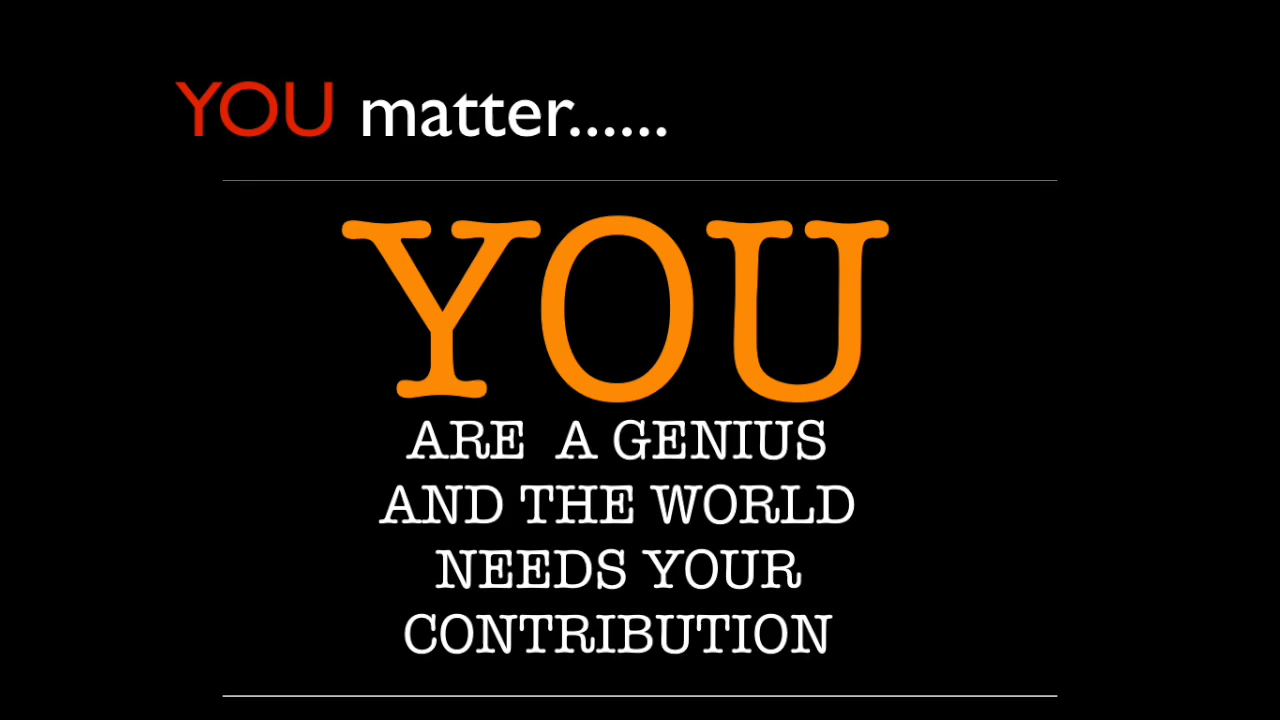 YOU matter......
YOU
ARE A GENIUS
AND THE WORLD
NEEDS YOUR
CONTRIBUTION